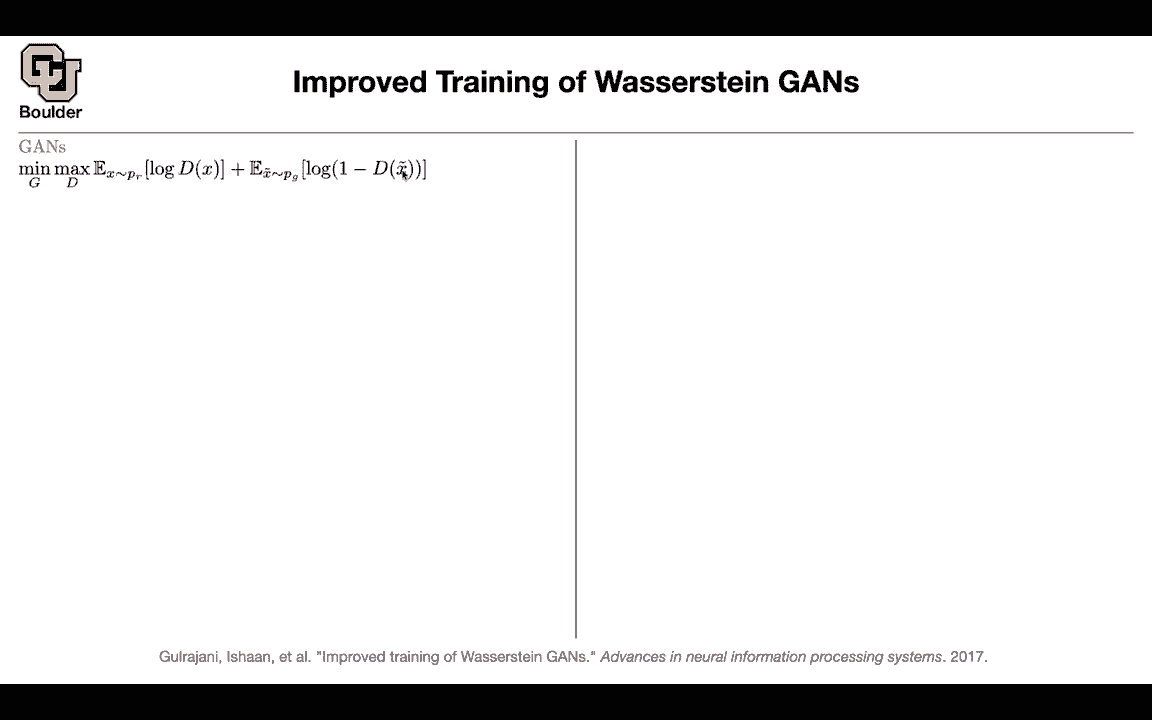 Boulder
Improved Training of Wasserstein GANs
GANs
$\min_{G} \max_{D} \mathbb{E}_{x \sim p_r}[\log D(x)] + \mathbb{E}_{\tilde{x} \sim p_g}[\log(1 - D(\tilde{x}))]$
Gulrajani, Ishaan, et al. "Improved training of Wasserstein GANs." Advances in neural information processing systems. 2017.